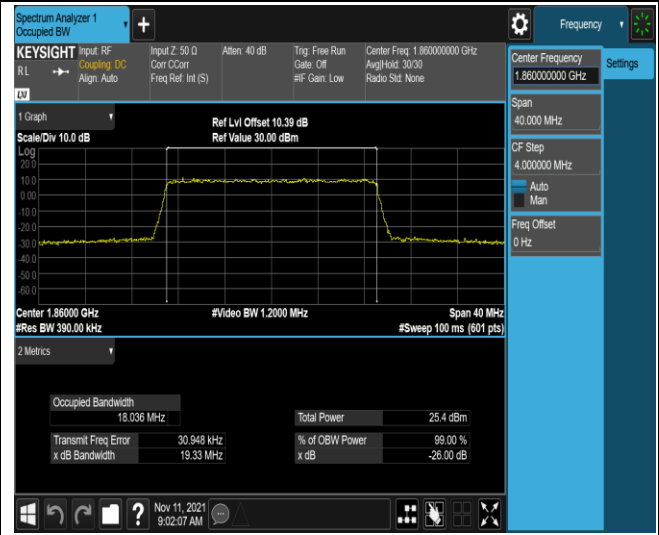 Spectrum Analyzer 1
Occupied BW
+
Frequency
KEYSIGHT
RL
LXI
Input: RF
Coupling: DC
Align: Auto
Input Z: 50 Ω
Corr CCorr
Freq Ref: Int (S)
Atten: 40 dB
Trig: Free Run
Gate: Off
#IF Gain: Low
Center Freq: 1.860000000 GHz
Avg|Hold: 30/30
Radio Std: None
Center Frequency
1.860000000 GHz
Settings
Span
40.000 MHz
CF Step
4.000000 MHz
Auto
Man
Freq Offset
0 Hz
1 Graph
Scale/Div 10.0 dB
Ref Lvl Offset 10.39 dB
Ref Value 30.00 dBm
Log
20.0
10.0
0.00
-10.0
-20.0
-30.0
-40.0
-50.0
-60.0
Center 1.86000 GHz
#Video BW 1.2000 MHz
Span 40 MHz
#Res BW 390.00 kHz
#Sweep 100 ms (601 pts)
2 Metrics
Occupied Bandwidth
18.036 MHz
Total Power 25.4 dBm
Transmit Freq Error 30.948 kHz
% of OBW Power 99.00 %
x dB Bandwidth 19.33 MHz
x dB -26.00 dB
?
Nov 11, 2021
9:02:07 AM